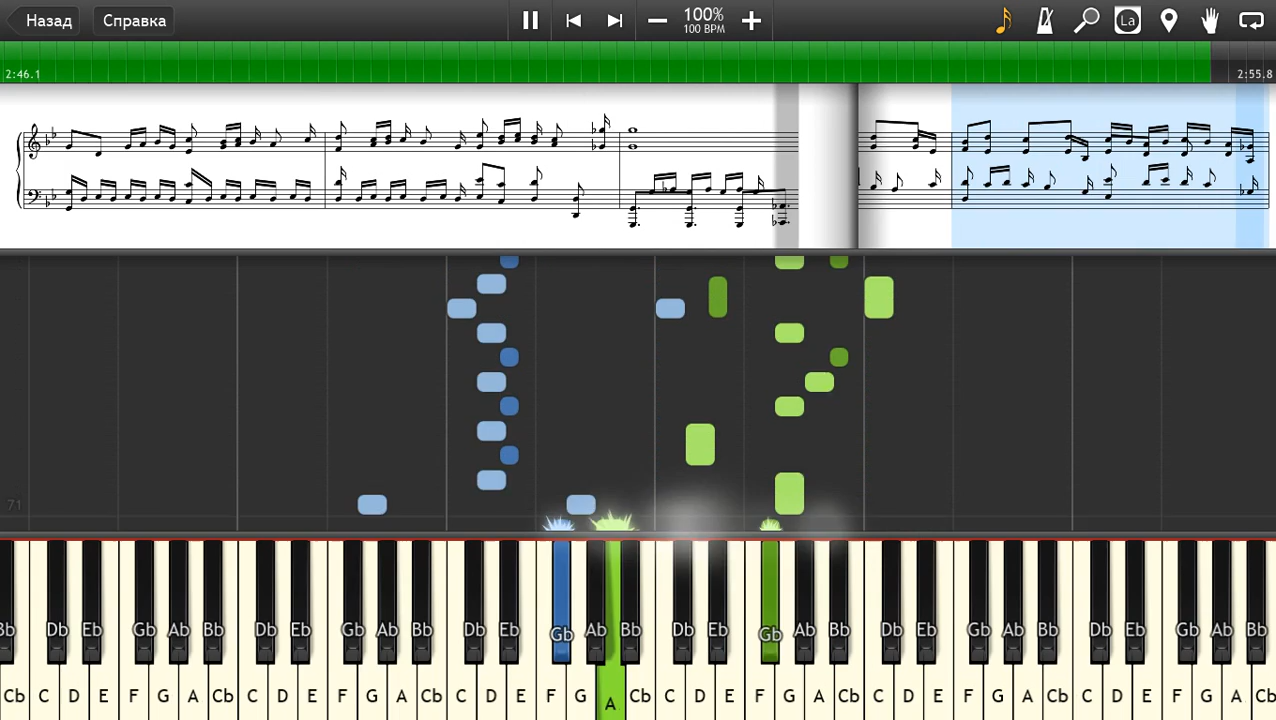 Назад
Справка
100%
100 BPM
La
2:46.1
2:55.8
71
Bb Db Eb Gb Ab Bb Db Eb Gb Ab Bb Db Eb Gb Ab Bb Db Eb Gb Ab Bb Db Eb Gb Ab Bb Db Eb Gb Ab Bb
Cb C D E F G A Cb C D E F G A Cb C D E F G A Cb C D E F G A Cb C D E F G A Cb C D E F G A Cb